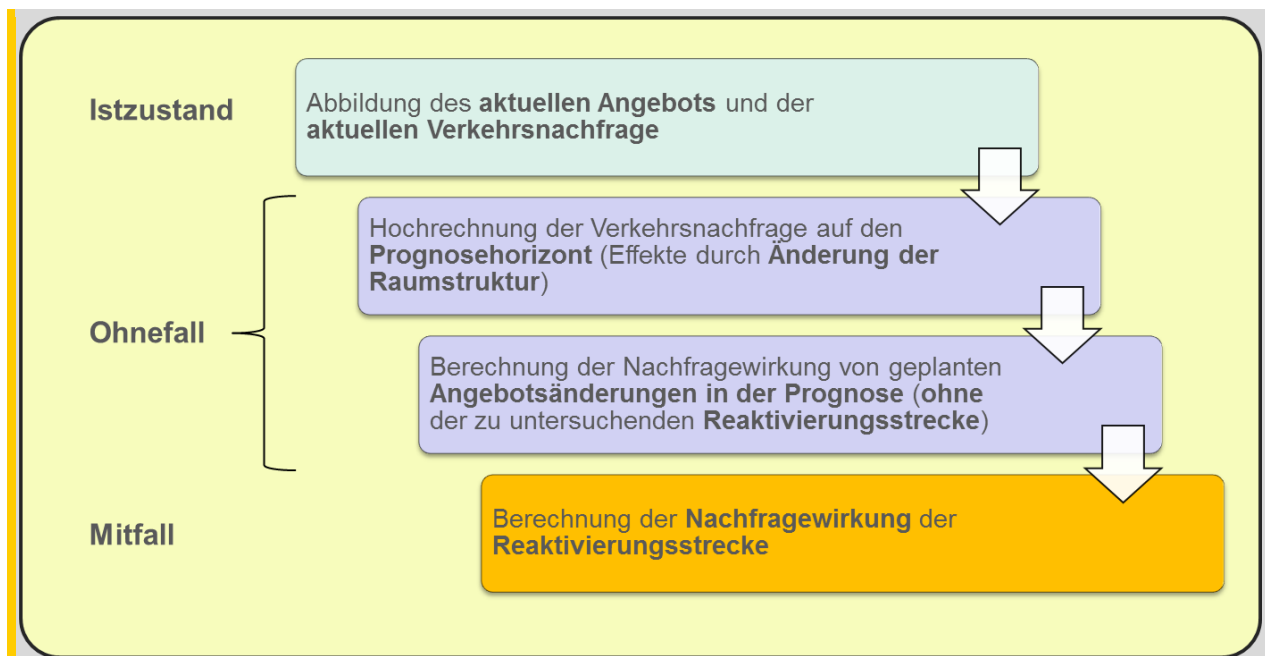 Istzustand
Abbildung des aktuellen Angebots und der
aktuellen Verkehrsnachfrage
Ohnefall
Hochrechnung der Verkehrsnachfrage auf den
Prognosehorizont (Effekte durch Änderung der
Raumstruktur)
Berechnung der Nachfragewirkung von geplanten
Angebotsänderungen in der Prognose (ohne
der zu untersuchenden Reaktivierungsstrecke)
Mitfall
Berechnung der Nachfragewirkung der
Reaktivierungsstrecke